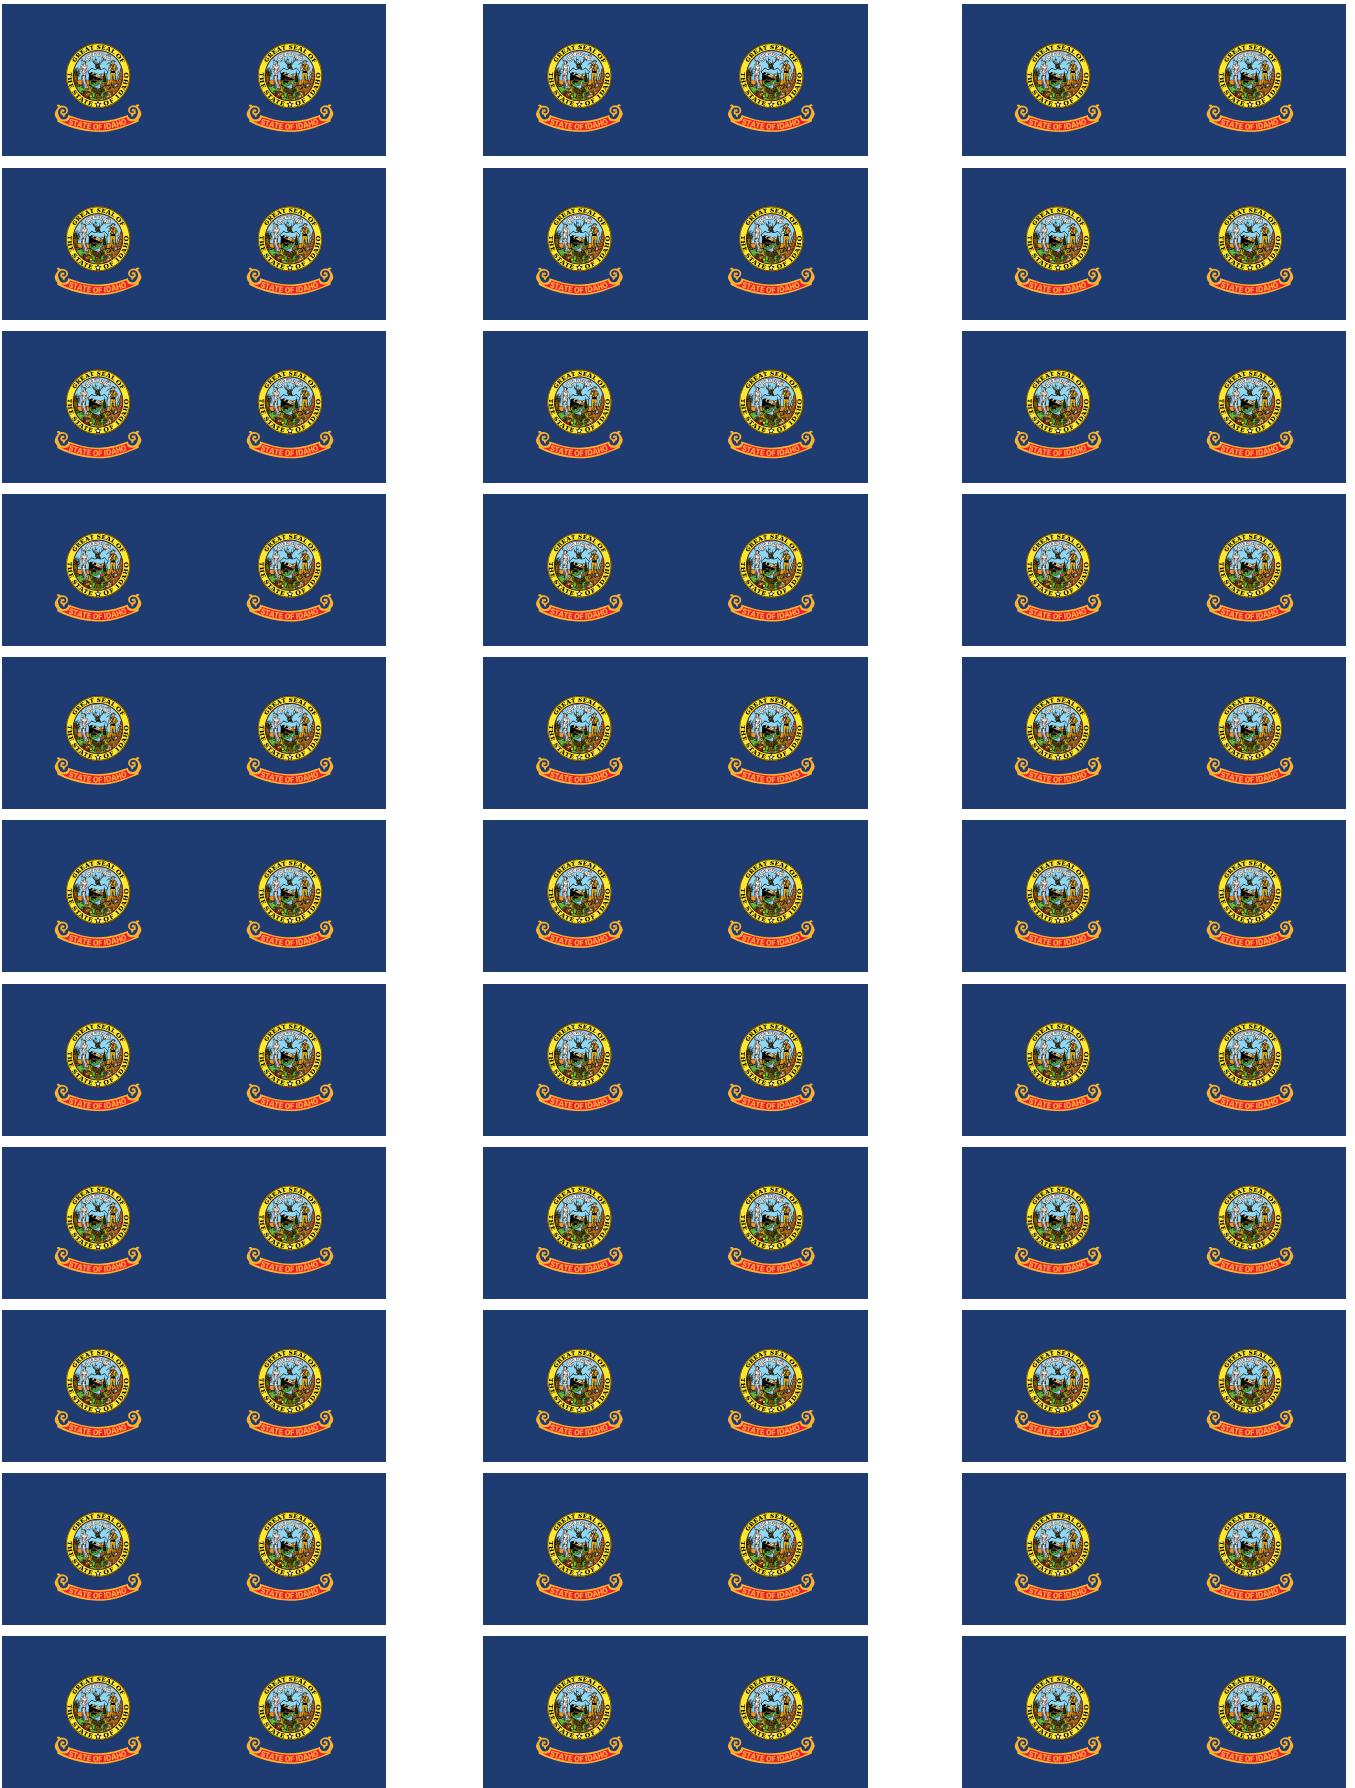 GREAT SEAL OF THE STATE OF IDAHO GREAT SEAL OF THE STATE OF IDAHO GREAT SEAL OF THE STATE OF IDAHO GREAT SEAL OF THE STATE OF IDAHO GREAT SEAL OF THE STATE OF IDAHO GREAT SEAL OF THE STATE OF IDAHO
STATE OF IDAHO STATE OF IDAHO STATE OF IDAHO STATE OF IDAHO STATE OF IDAHO STATE OF IDAHO
GREAT SEAL OF THE STATE OF IDAHO GREAT SEAL OF THE STATE OF IDAHO GREAT SEAL OF THE STATE OF IDAHO GREAT SEAL OF THE STATE OF IDAHO GREAT SEAL OF THE STATE OF IDAHO GREAT SEAL OF THE STATE OF IDAHO
STATE OF IDAHO STATE OF IDAHO STATE OF IDAHO STATE OF IDAHO STATE OF IDAHO STATE OF IDAHO
GREAT SEAL OF THE STATE OF IDAHO GREAT SEAL OF THE STATE OF IDAHO GREAT SEAL OF THE STATE OF IDAHO GREAT SEAL OF THE STATE OF IDAHO GREAT SEAL OF THE STATE OF IDAHO GREAT SEAL OF THE STATE OF IDAHO
STATE OF IDAHO STATE OF IDAHO STATE OF IDAHO STATE OF IDAHO STATE OF IDAHO STATE OF IDAHO
GREAT SEAL OF THE STATE OF IDAHO GREAT SEAL OF THE STATE OF IDAHO GREAT SEAL OF THE STATE OF IDAHO GREAT SEAL OF THE STATE OF IDAHO GREAT SEAL OF THE STATE OF IDAHO GREAT SEAL OF THE STATE OF IDAHO
STATE OF IDAHO STATE OF IDAHO STATE OF IDAHO STATE OF IDAHO STATE OF IDAHO STATE OF IDAHO
GREAT SEAL OF THE STATE OF IDAHO GREAT SEAL OF THE STATE OF IDAHO GREAT SEAL OF THE STATE OF IDAHO GREAT SEAL OF THE STATE OF IDAHO GREAT SEAL OF THE STATE OF IDAHO GREAT SEAL OF THE STATE OF IDAHO
STATE OF IDAHO STATE OF IDAHO STATE OF IDAHO STATE OF IDAHO STATE OF IDAHO STATE OF IDAHO
GREAT SEAL OF THE STATE OF IDAHO GREAT SEAL OF THE STATE OF IDAHO GREAT SEAL OF THE STATE OF IDAHO GREAT SEAL OF THE STATE OF IDAHO GREAT SEAL OF THE STATE OF IDAHO GREAT SEAL OF THE STATE OF IDAHO
STATE OF IDAHO STATE OF IDAHO STATE OF IDAHO STATE OF IDAHO STATE OF IDAHO STATE OF IDAHO
GREAT SEAL OF THE STATE OF IDAHO GREAT SEAL OF THE STATE OF IDAHO GREAT SEAL OF THE STATE OF IDAHO GREAT SEAL OF THE STATE OF IDAHO GREAT SEAL OF THE STATE OF IDAHO GREAT SEAL OF THE STATE OF IDAHO
STATE OF IDAHO STATE OF IDAHO STATE OF IDAHO STATE OF IDAHO STATE OF IDAHO STATE OF IDAHO
GREAT SEAL OF THE STATE OF IDAHO GREAT SEAL OF THE STATE OF IDAHO GREAT SEAL OF THE STATE OF IDAHO GREAT SEAL OF THE STATE OF IDAHO GREAT SEAL OF THE STATE OF IDAHO GREAT SEAL OF THE STATE OF IDAHO
STATE OF IDAHO STATE OF IDAHO STATE OF IDAHO STATE OF IDAHO STATE OF IDAHO STATE OF IDAHO
GREAT SEAL OF THE STATE OF IDAHO GREAT SEAL OF THE STATE OF IDAHO GREAT SEAL OF THE STATE OF IDAHO GREAT SEAL OF THE STATE OF IDAHO GREAT SEAL OF THE STATE OF IDAHO GREAT SEAL OF THE STATE OF IDAHO
STATE OF IDAHO STATE OF IDAHO STATE OF IDAHO STATE OF IDAHO STATE OF IDAHO STATE OF IDAHO
GREAT SEAL OF THE STATE OF IDAHO GREAT SEAL OF THE STATE OF IDAHO GREAT SEAL OF THE STATE OF IDAHO GREAT SEAL OF THE STATE OF IDAHO GREAT SEAL OF THE STATE OF IDAHO GREAT SEAL OF THE STATE OF IDAHO
STATE OF IDAHO STATE OF IDAHO STATE OF IDAHO STATE OF IDAHO STATE OF IDAHO STATE OF IDAHO
GREAT SEAL OF THE STATE OF IDAHO GREAT SEAL OF THE STATE OF IDAHO GREAT SEAL OF THE STATE OF IDAHO GREAT SEAL OF THE STATE OF IDAHO GREAT SEAL OF THE STATE OF IDAHO GREAT SEAL OF THE STATE OF IDAHO
STATE OF IDAHO STATE OF IDAHO STATE OF IDAHO STATE OF IDAHO STATE OF IDAHO STATE OF IDAHO